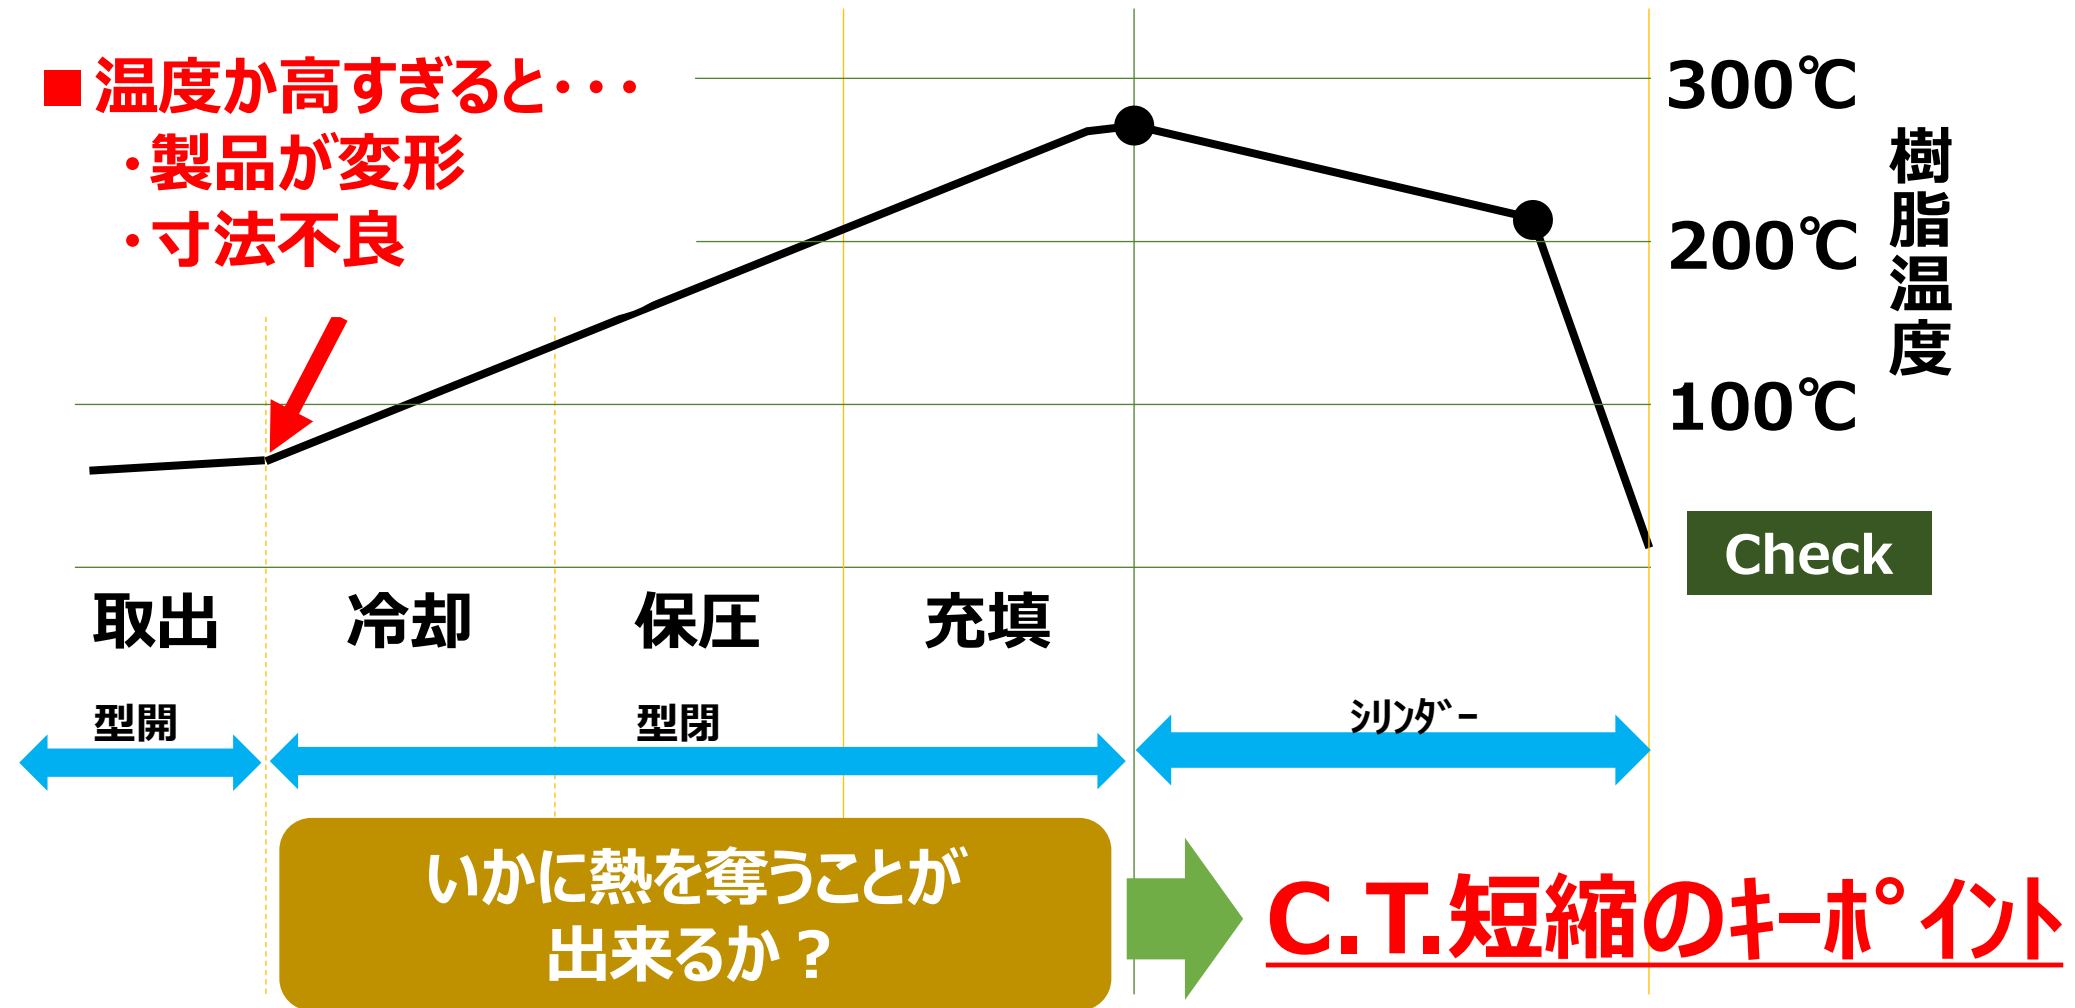 ■ 温度か高すぎると・・・
・製品が変形
・寸法不良
300℃
200℃
100℃
樹脂温度
Check
取出 冷却 保圧 充填
型開 型閉 ｼﾘﾝﾀﾞｰ
いかに熱を奪うことが
出来るか？
C.T.短縮のｷｰﾎﾟｲﾝﾄ